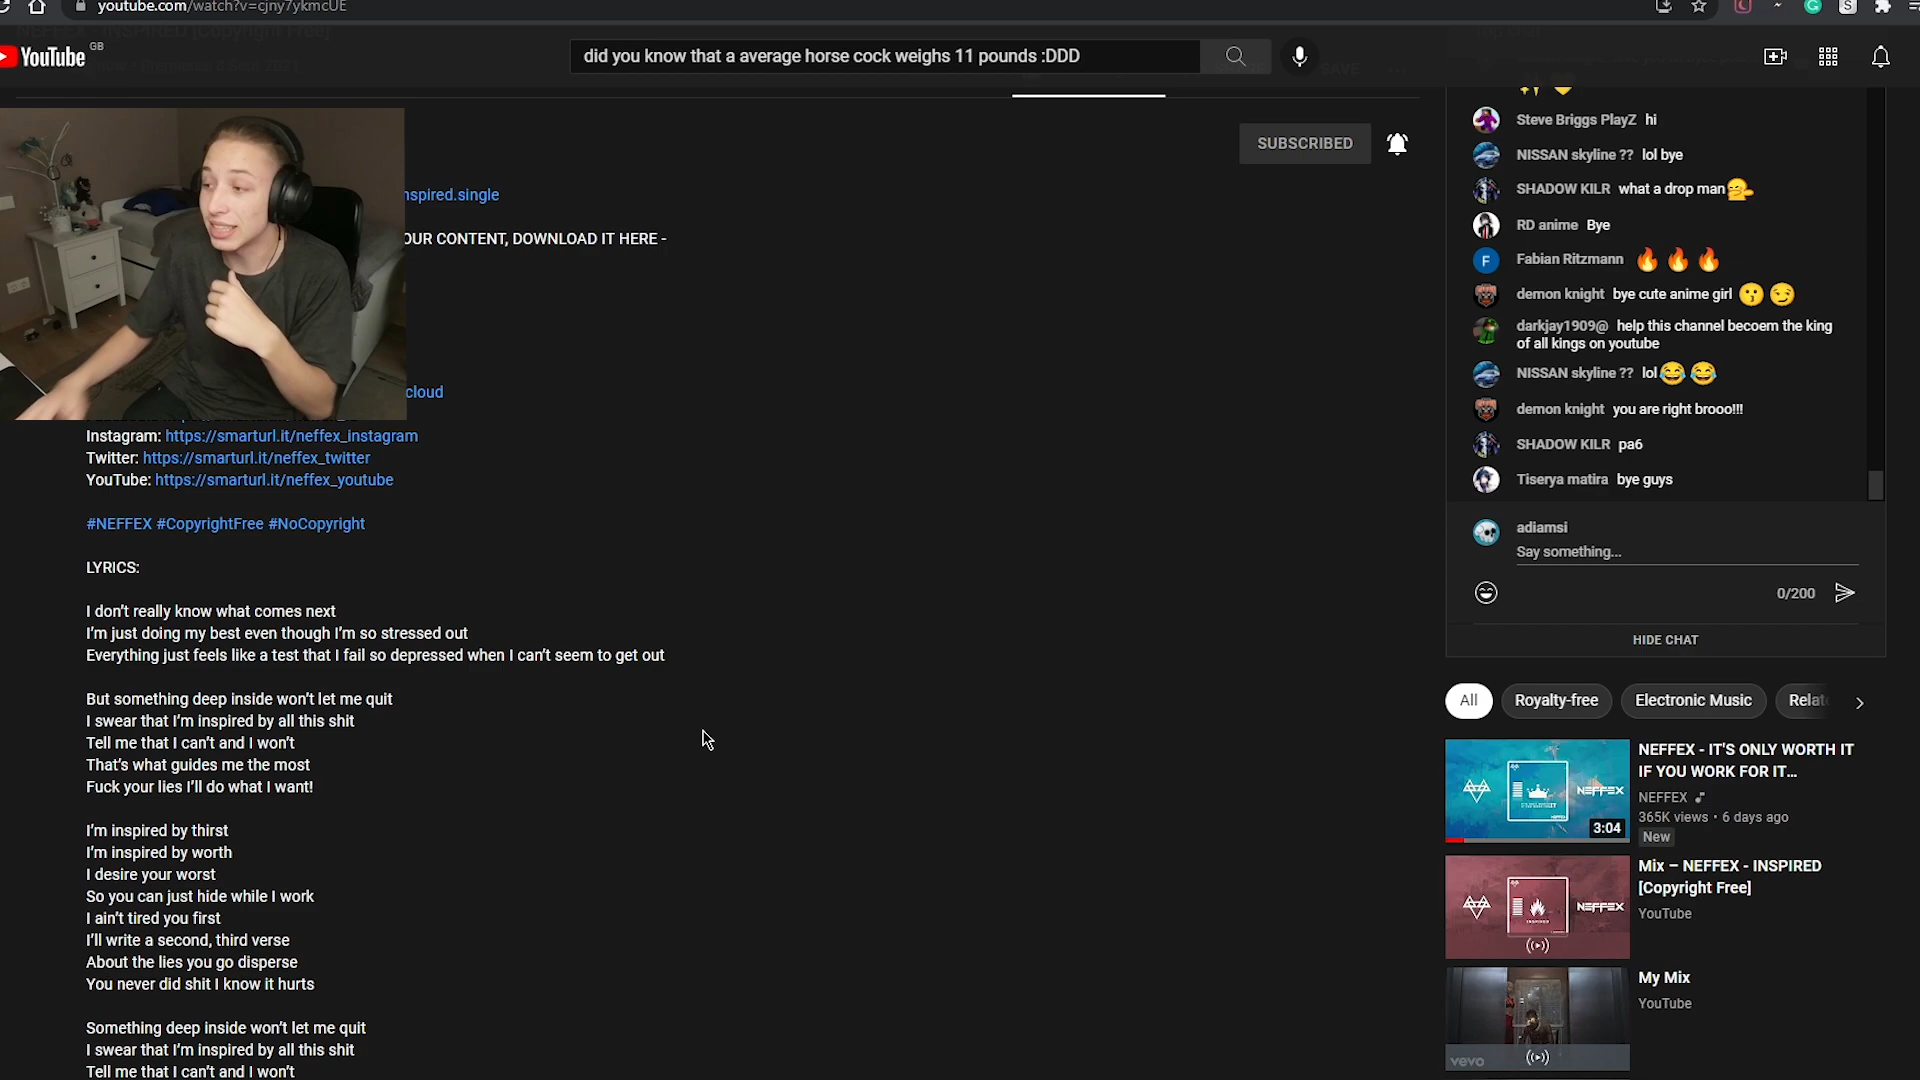 youtube.com/watch?v=cjny7ykmcUE
NEFFEX - INSPIRED [Copyright Free]
YouTube GB
did you know that a average horse cock weighs 11 pounds :DDD
SAVE
SUBSCRIBED
nspired.single
OUR CONTENT, DOWNLOAD IT HERE -
cloud
Instagram: https://smarturl.it/neffex_instagram
Twitter: https://smarturl.it/neffex_twitter
YouTube: https://smarturl.it/neffex_youtube
#NEFFEX #CopyrightFree #NoCopyright
LYRICS:
I don't really know what comes next
I'm just doing my best even though I'm so stressed out
Everything just feels like a test that I fail so depressed when I can't seem to get out
But something deep inside won't let me quit
I swear that I'm inspired by all this shit
Tell me that I can't and I won't
That's what guides me the most
Fuck your lies I'll do what I want!
I'm inspired by thirst
I'm inspired by worth
I desire your worst
So you can just hide while I work
I ain't tired you first
I'll write a second, third verse
About the lies you go disperse
You never did shit I know it hurts
Something deep inside won't let me quit
I swear that I'm inspired by all this shit
Tell me that I can't and I won't
Steve Briggs PlayZ hi
NISSAN skyline ?? lol bye
SHADOW KILR what a drop man
RD anime Bye
F Fabian Ritzmann 🔥 🔥 🔥
demon knight bye cute anime girl 😗 😏
darkjay1909@ help this channel becoem the king
of all kings on youtube
NISSAN skyline ?? lol😂 😂
demon knight you are right brooo!!!
SHADOW KILR pa6
Tiserya matira bye guys
adiamsi
Say something...
0/200
HIDE CHAT
All Royalty-free Electronic Music Relat
NEFFEX
3:04
NEFFEX - IT'S ONLY WORTH IT
IF YOU WORK FOR IT...
NEFFEX
365K views • 6 days ago
New
NEFFEX
INSPIRED
Mix – NEFFEX - INSPIRED
[Copyright Free]
YouTube
vevo
My Mix
YouTube